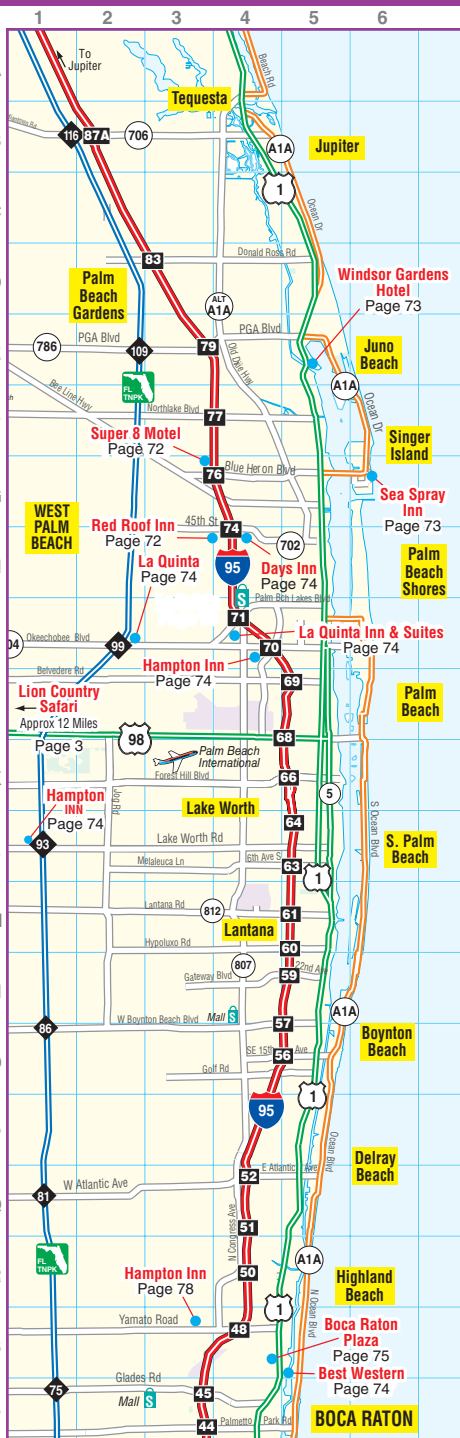 1 2 3 4 5 6
To
Jupiter
Beach Rd
Tequesta
116
87A
706
A1A
Jupiter
1
Ocean Dr
83
Donald Ross Rd
Palm
Beach
Gardens
ALT
A1A
Windsor Gardens
Hotel
Page 73
786
PGA Blvd
109
79
PGA Blvd
Old Dixie Hwy
Juno
Beach
A1A
FL
TNPK
Bee Line Hwy
Northlake Blvd
77
Ocean Dr
Super 8 Motel
Page 72
76
Blue Heron Blvd
Singer
Island
Sea Spray
Inn
Page 73
WEST
PALM
BEACH
Red Roof Inn
Page 72
45th St
74
702
95
Days Inn
Page 74
Palm
Beach
Shores
La Quinta
Page 74
S
Palm Bch Lakes Blvd
71
04
Okeechobee Blvd
99
70
La Quinta Inn & Suites
Page 74
Hampton Inn
Page 74
Belvedere Rd
69
Lion Country
Safari
Approx 12 Miles
Page 3
Palm
Beach
98
68
Palm Beach
International
Forest Hill Blvd
66
Jog Rd
5
Hampton
INN
Page 74
Lake Worth
64
S Ocean Blvd
93
Lake Worth Rd
S. Palm
Beach
Melaleuca Ln
6th Ave S
63
1
Lantana Rd
812
61
Lantana
Hypoluxo Rd
60
807
22nd Ave
Gateway Blvd
59
86
W Boynton Beach Blvd
Mall
S
57
A1A
Boynton
Beach
SE 15th Ave
56
Golf Rd
1
95
Ocean Blvd
Delray
Beach
E Atlantic Ave
52
81
W Atlantic Ave
N Congress Ave
51
FL
TNPK
A1A
50
Hampton Inn
Page 78
Highland
Beach
1
N Ocean Blvd
Yamato Road
48
Boca Raton
Plaza
Page 75
Best Western
Page 74
Glades Rd
75
Mall
S
45
44
Palmetto Park Rd
BOCA RATON